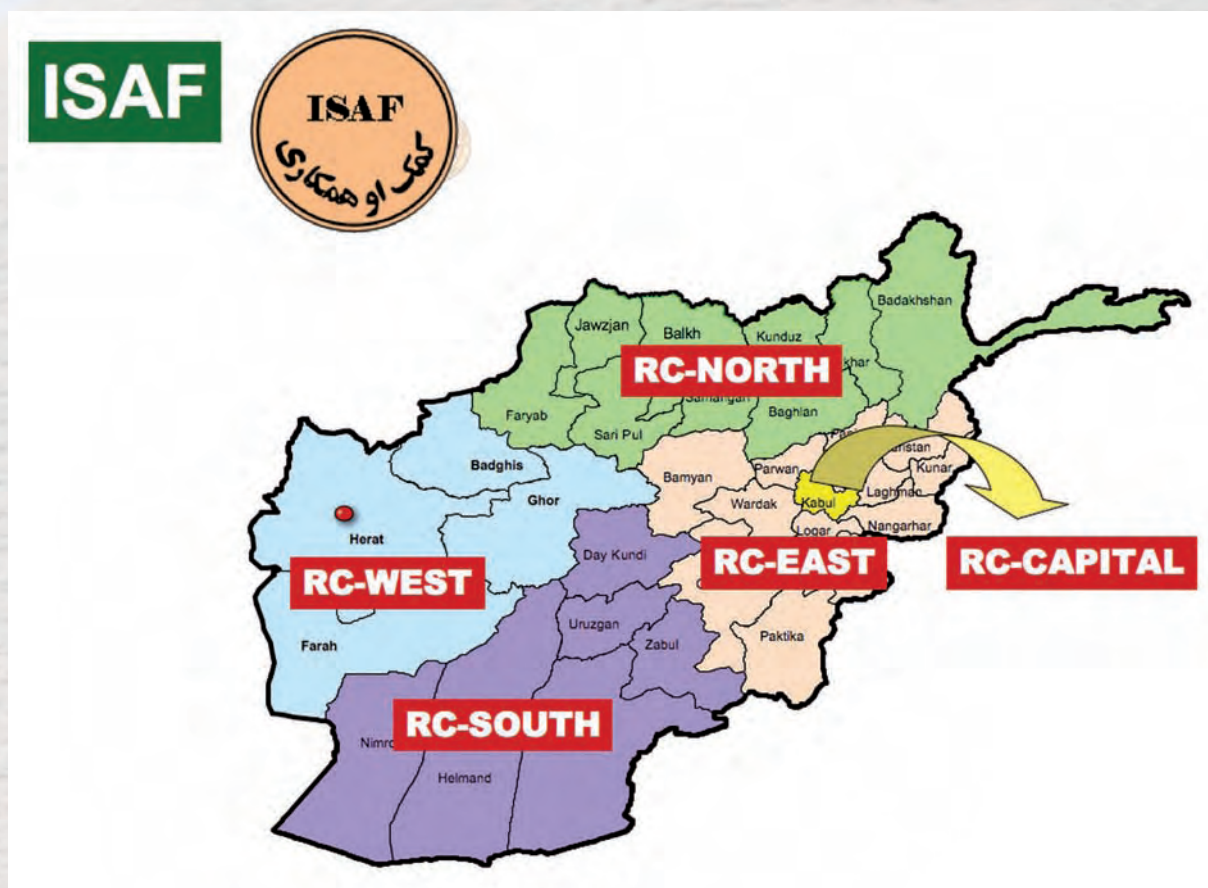 ISAF
ISAF
کمک او همکاری
Badakhshan
Jawzjan
Balkh
Kunduz
RC-NORTH
Faryab
Sari Pul
Samangan
Baghlan
Badghis
Ghor
Bamyan
Parwan
Kunar
Wardak
Kabul
Laghman
Logar
Nangarhar
Herat
Day Kundi
RC-WEST
RC-EAST
RC-CAPITAL
Farah
Uruzgan
Zabul
Paktika
RC-SOUTH
Helmand